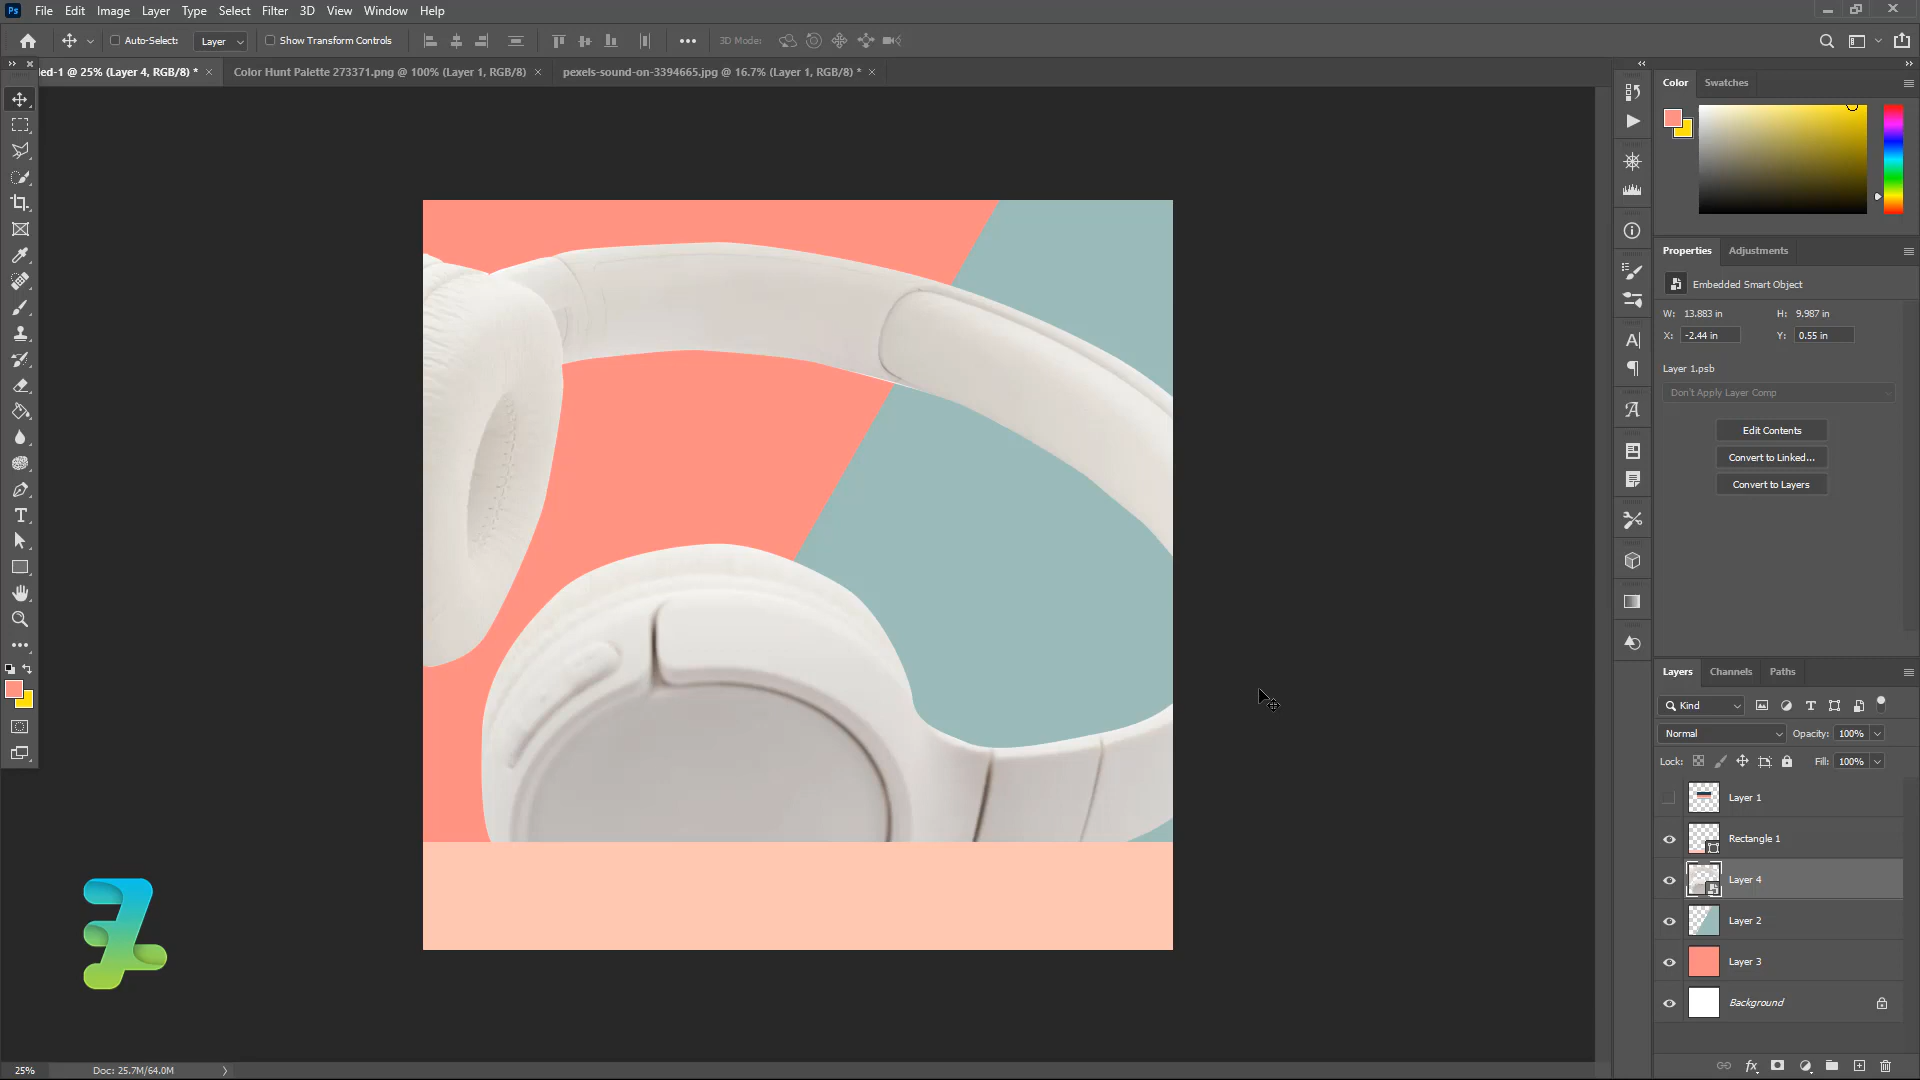 Ps File Edit Image Layer Type Select Filter 3D View Window Help
Auto-Select: Layer Show Transform Controls 3D Mode:
led-1 @ 25% (Layer 4, RGB/8) * Color Hunt Palette 273371.png @ 100% (Layer 1, RGB/8) pexels-sound-on-3394665.jpg @ 16.7% (Layer 1, RGB/8) *
Color Swatches
Properties Adjustments
Embedded Smart Object
W: 13.883 in H: 9.987 in
X: -2.44 in Y: 0.55 in
Layer 1.psb
Don't Apply Layer Comp
Edit Contents
Convert to Linked...
Convert to Layers
Layers Channels Paths
Kind
Normal Opacity: 100%
Lock: Fill: 100%
Layer 1
Rectangle 1
Layer 4
Layer 2
Layer 3
Background
25% Doc: 25.7M/64.0M